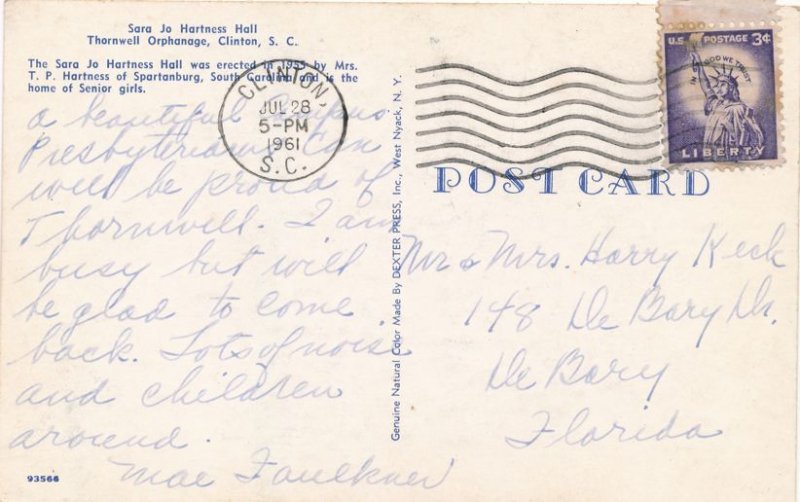 Sara Jo Hartness Hall
Thornwell Orphanage, Clinton, S. C.
The Sara Jo Hartness Hall was erected in 1955 by Mrs.
T. P. Hartness of Spartanburg, South Carolina and is the
home of Senior girls.
a beautiful
Presbyterians can
well be proud of
Thornwell. I am
busy but will
be glad to come
back. Lots of noise
and children
around.
Mae Faulkner
93566
CLINTON,
JUL 28
5-PM
1961
S.C.
Genuine Natural Color Made By DEXTER PRESS, Inc., West Nyack, N. Y.
U.S. POSTAGE 3¢
IN GOD WE TRUST
LIBERTY
POST CARD
Mr & Mrs. Harry Keck
148 De Bary Dr.
De Bary
Florida